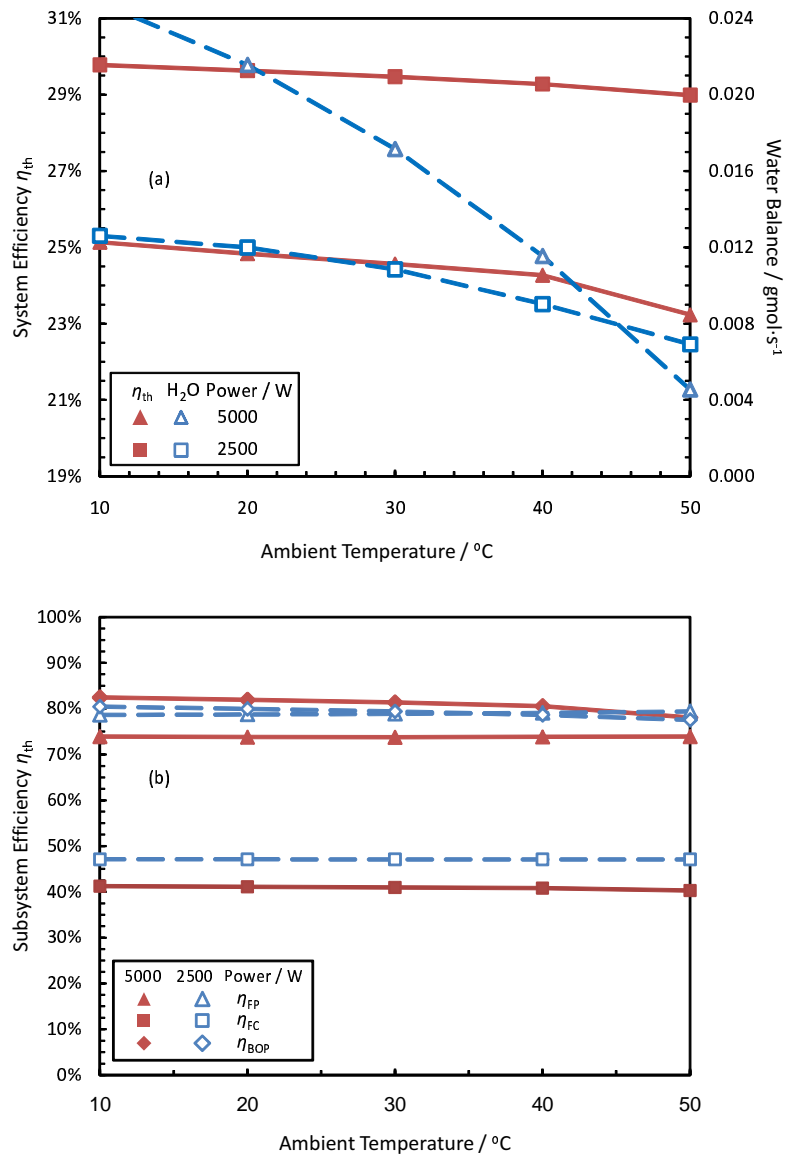 31% 0.024
29% 0.020
27% 0.016
(a)
25% 0.012
23% 0.008
21% 0.004
19% 0.000
System Efficiency ηth
Water Balance / gmol·s⁻¹
ηth H₂O Power / W
5000
2500
10 20 30 40 50
Ambient Temperature / ⁰C
100%
90%
80%
70%
(b)
60%
50%
40%
30%
20%
10%
0%
Subsystem Efficiency ηth
5000 2500 Power / W
ηFP
ηFC
ηBOP
10 20 30 40 50
Ambient Temperature / ⁰C